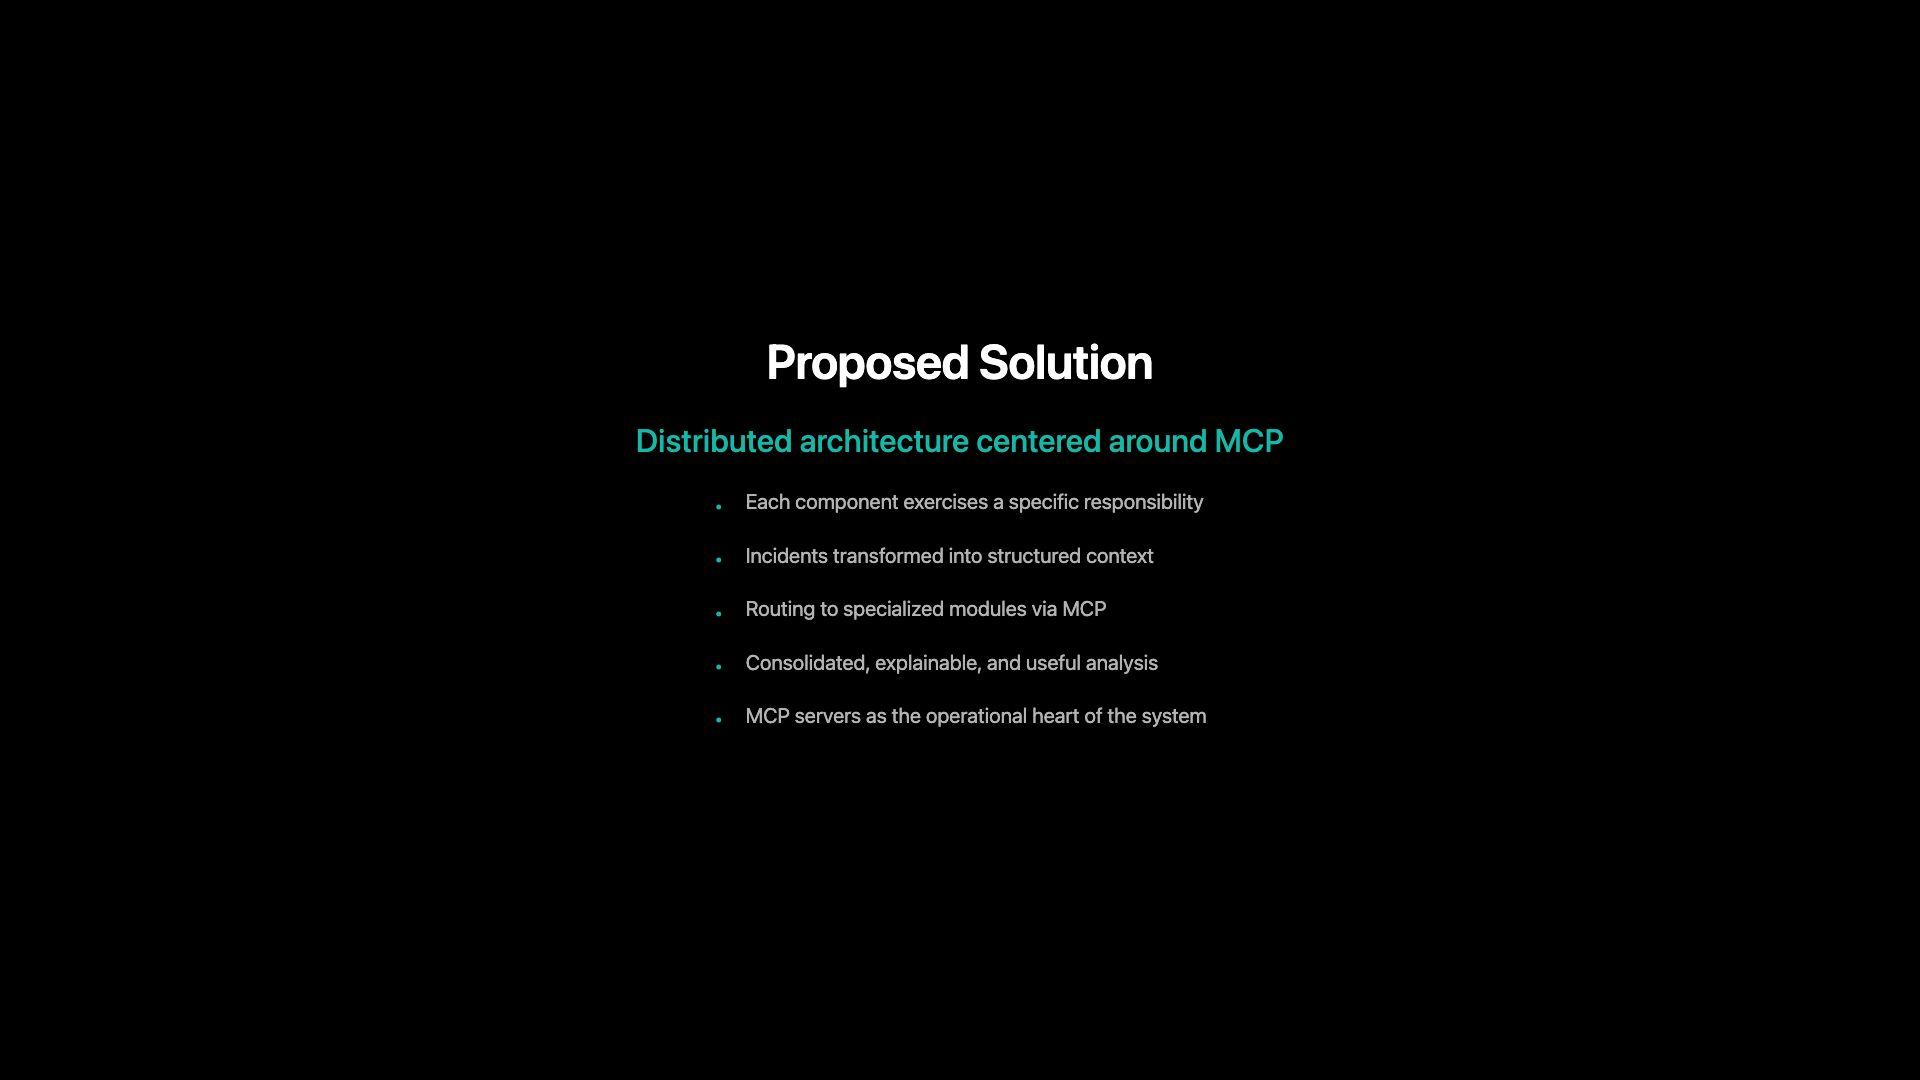 Proposed Solution
Distributed architecture centered around MCP
• Each component exercises a specific responsibility
• Incidents transformed into structured context
• Routing to specialized modules via MCP
• Consolidated, explainable, and useful analysis
• MCP servers as the operational heart of the system